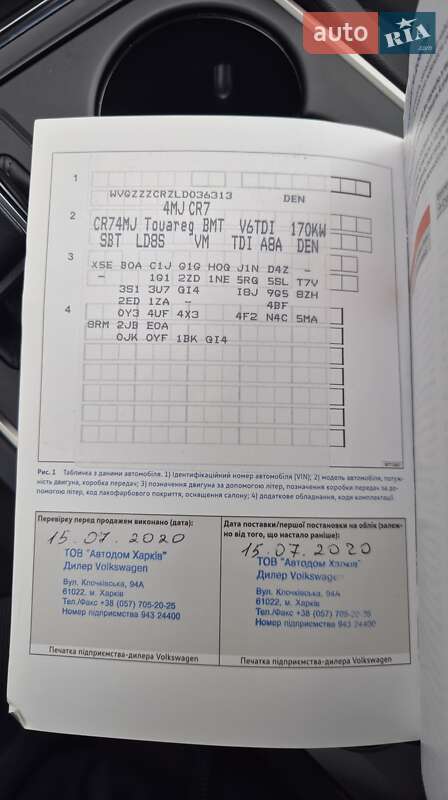 auto RIA.com
1
WVGZZZCRZLD036313 DEN
4MJ CR7
2
CR74MJ Touareg BMT V6TDI 170KW
SBT LD8S VM TDI A8A DEN
3
X5E B0A C1J Q1Q H0Q J1N D4Z -
- 1G1 2ZD 1NE 5RQ 5SL T7V
3S1 3U7 GI4 I8J 9G5 8ZH
2ED 1ZA - 4BF
4
0Y3 4UF 4X3 4F2 N4C 5MA
8RM 2JB E0A
0JK 0YF 1BK GI4
Рис. 1 Табличка з даними автомобіля. 1) Ідентифікаційний номер автомобіля (VIN); 2) модель автомобіля, потуж-
ність двигуна, коробка передач; 3) позначення двигуна за допомогою літер, позначення коробки передач за до-
помогою літер, код лакофарбового покриття, оснащення салону; 4) додаткове обладнання, коди комплектації.
Перевірку перед продажем виконано (дата):
15.07.2020
ТОВ "Автодом Харків"
Дилер Volkswagen
Вул. Клочківська, 94А
61022, м. Харків
Тел./Факс +38 (057) 705-20-25
Номер підприємства 943 24400
Печатка підприємства-дилера Volkswagen
Дата поставки/першої постановки на облік (залеж-
но від того, що настало раніше):
15.07.2020
ТОВ "Автодом Харків"
Дилер Volkswagen
Вул. Клочківська, 94А
61022, м. Харків
Тел./Факс +38 (057) 705-20-25
Номер підприємства 943 24400
Печатка підприємства-дилера Volkswagen